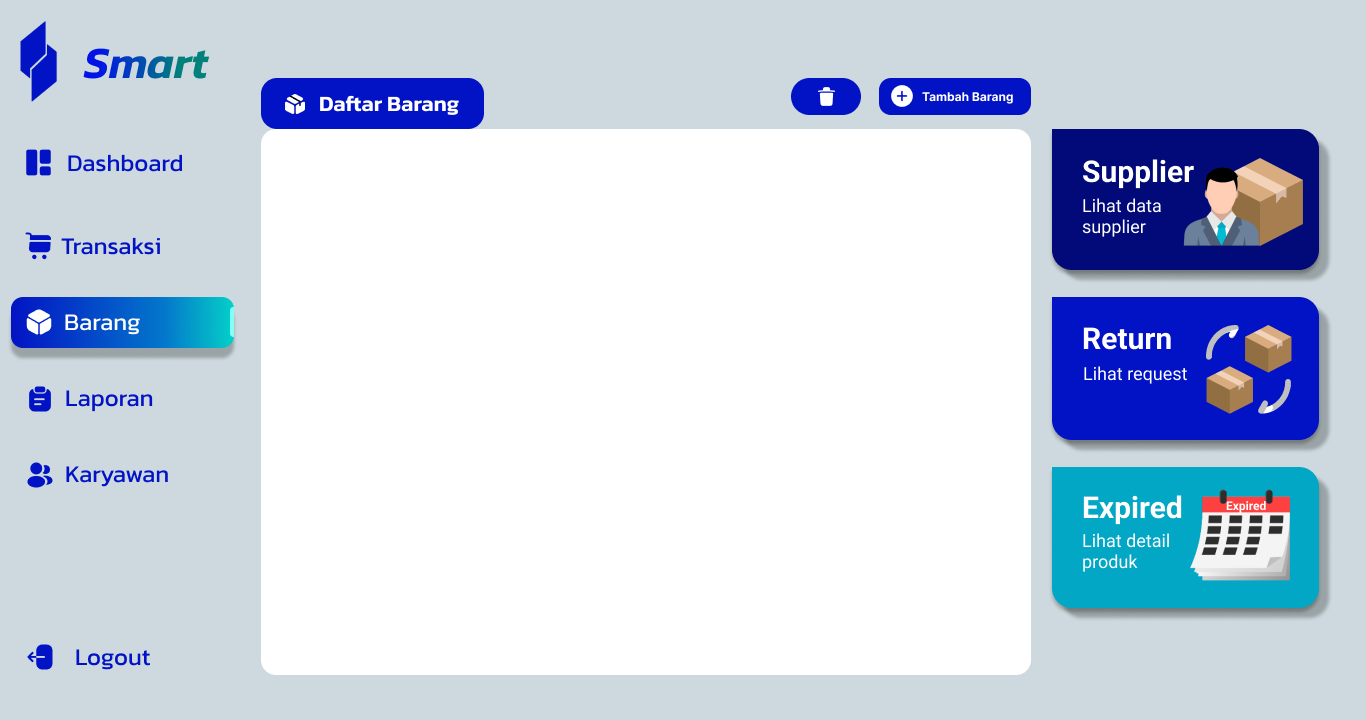 Smart
Dashboard
Transaksi
Barang
Laporan
Karyawan
Logout
Daftar Barang
Tambah Barang
Supplier
Lihat data
supplier
Return
Lihat request
Expired
Lihat detail
produk
Expired